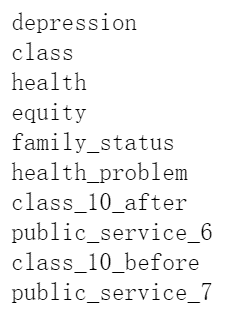 depression
class
health
equity
family_status
health_problem
class_10_after
public_service_6
class_10_before
public_service_7